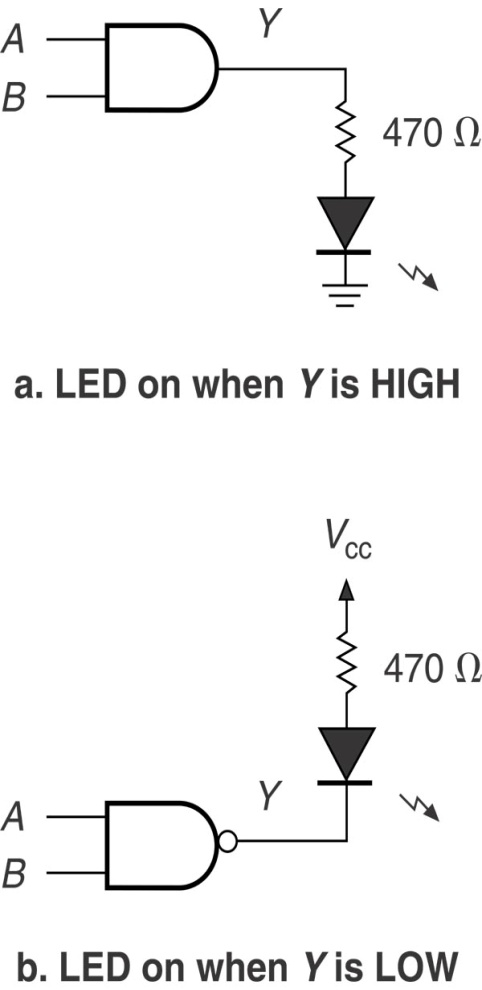 A
B
Y
470 Ω
a. LED on when Y is HIGH
VCC
470 Ω
Y
A
B
b. LED on when Y is LOW